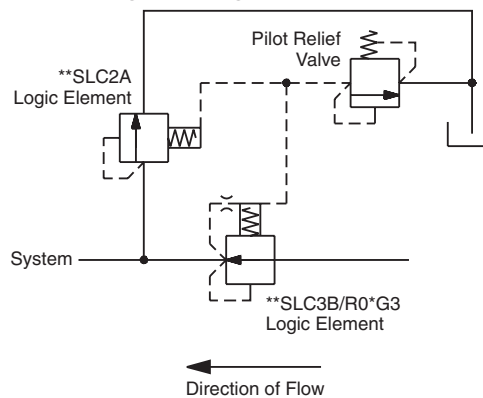 Pilot Relief
Valve
**SLC2A
Logic Element
System
**SLC3B/R0*G3
Logic Element
Direction of Flow